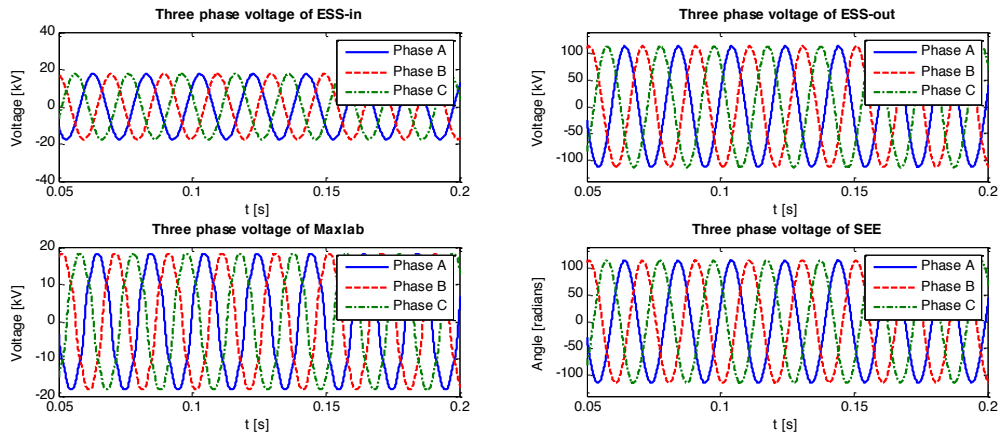 Three phase voltage of ESS-in
40
20
0
-20
-40
Voltage [kV]
0.05
0.1
0.15
0.2
t [s]
Phase A
Phase B
Phase C
Three phase voltage of ESS-out
100
50
0
-50
-100
Voltage [kV]
0.05
0.1
0.15
0.2
t [s]
Phase A
Phase B
Phase C
Three phase voltage of Maxlab
20
10
0
-10
-20
Voltage [kV]
0.05
0.1
0.15
0.2
t [s]
Phase A
Phase B
Phase C
Three phase voltage of SEE
100
50
0
-50
-100
Angle [radians]
0.05
0.1
0.15
0.2
t [s]
Phase A
Phase B
Phase C